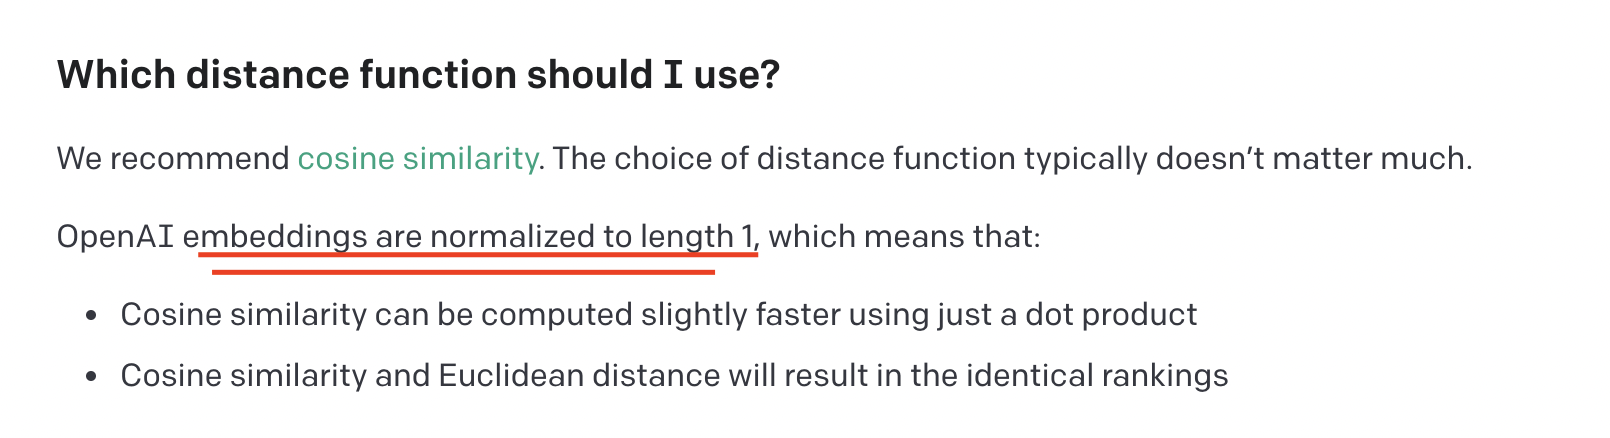 Which distance function should I use?
We recommend cosine similarity. The choice of distance function typically doesn’t matter much.
OpenAI embeddings are normalized to length 1, which means that:
• Cosine similarity can be computed slightly faster using just a dot product
• Cosine similarity and Euclidean distance will result in the identical rankings